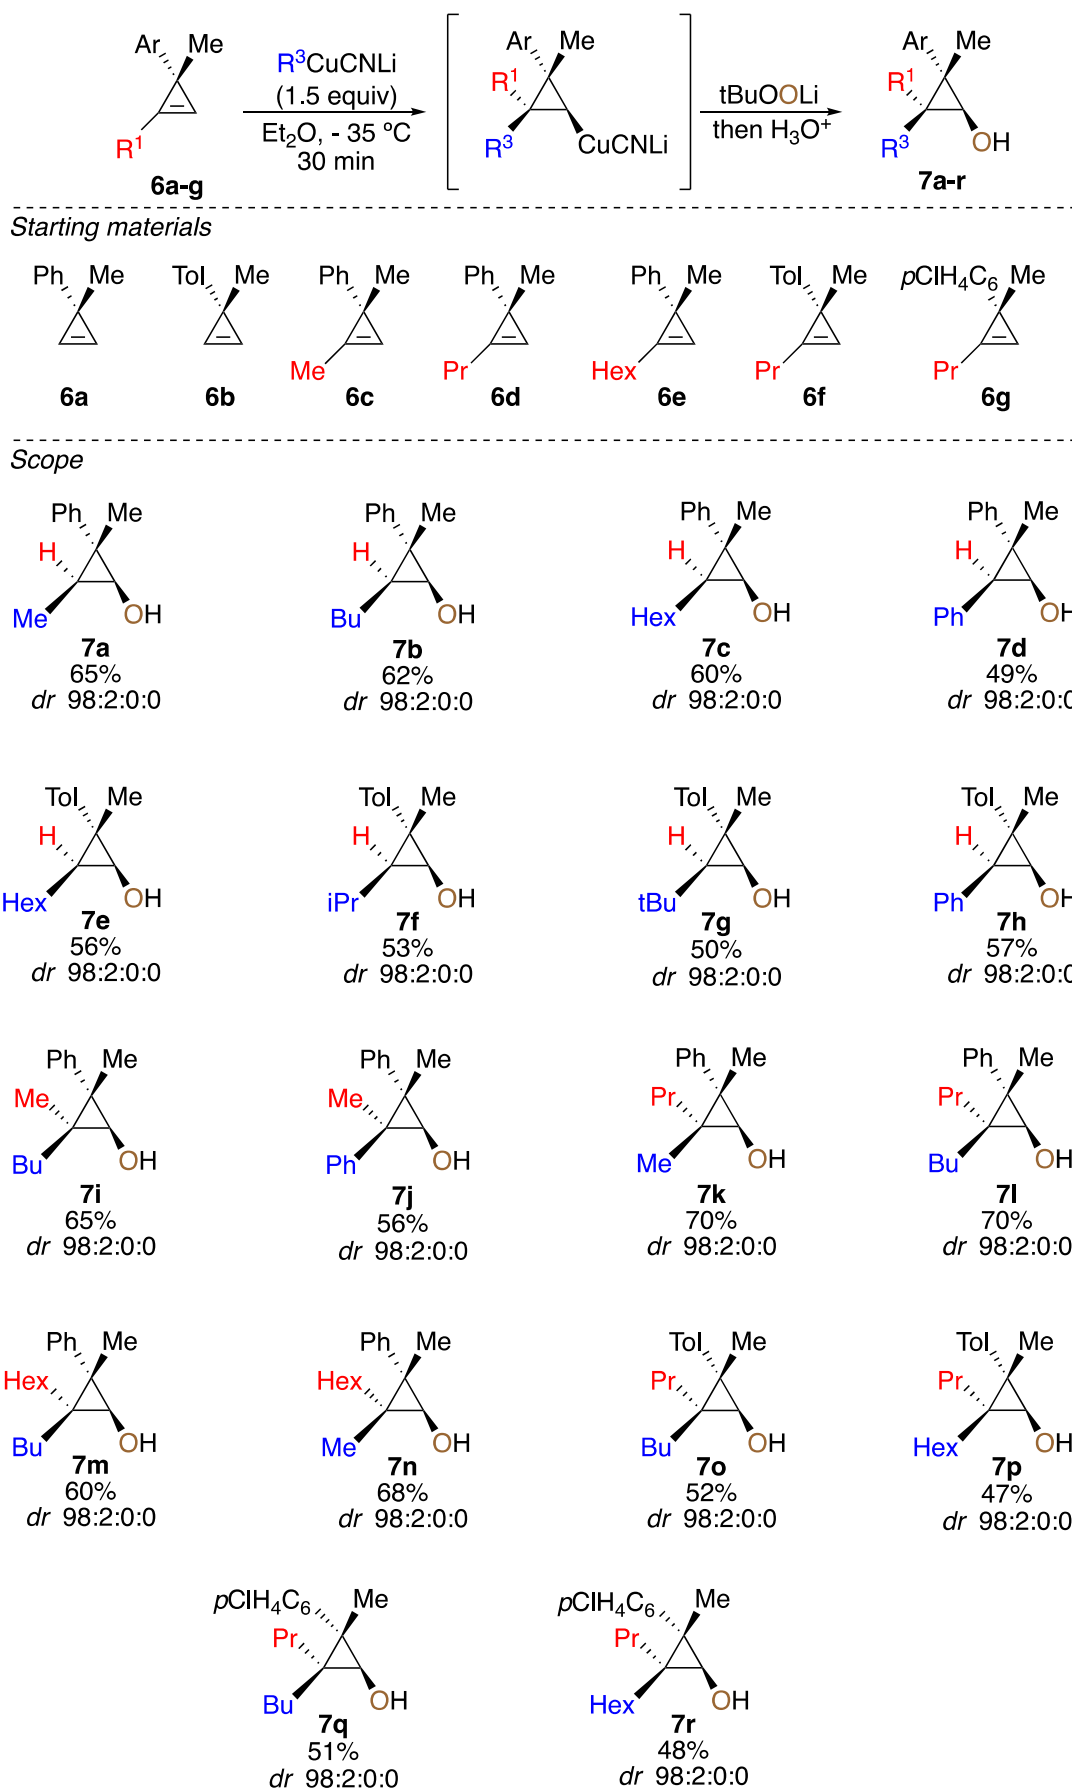 Ar Me R³CuCNLi Ar Me Ar Me
R¹ (1.5 equiv) R¹ tBuOOLi R¹
Et₂O, - 35 ºC R³ CuCNLi then H₃O⁺ R³ OH
30 min
6a-g 7a-r
Starting materials
Ph Me Tol Me Ph Me Ph Me Ph Me Tol Me pClH₄C₆ Me
Me Pr Hex Pr Pr
6a 6b 6c 6d 6e 6f 6g
Scope
Ph Me Ph Me Ph Me Ph Me
H H H H
Me OH Bu OH Hex OH Ph OH
7a 7b 7c 7d
65% 62% 60% 49%
dr 98:2:0:0 dr 98:2:0:0 dr 98:2:0:0 dr 98:2:0:0
Tol Me Tol Me Tol Me Tol Me
H H H H
Hex OH iPr OH tBu OH Ph OH
7e 7f 7g 7h
56% 53% 50% 57%
dr 98:2:0:0 dr 98:2:0:0 dr 98:2:0:0 dr 98:2:0:0
Ph Me Ph Me Ph Me Ph Me
Me Me Pr Pr
Bu OH Ph OH Me OH Bu OH
7i 7j 7k 7l
65% 56% 70% 70%
dr 98:2:0:0 dr 98:2:0:0 dr 98:2:0:0 dr 98:2:0:0
Ph Me Ph Me Tol Me Tol Me
Hex Hex Pr Pr
Bu OH Me OH Bu OH Hex OH
7m 7n 7o 7p
60% 68% 52% 47%
dr 98:2:0:0 dr 98:2:0:0 dr 98:2:0:0 dr 98:2:0:0
pClH₄C₆ Me pClH₄C₆ Me
Pr Pr
Bu OH Hex OH
7q 7r
51% 48%
dr 98:2:0:0 dr 98:2:0:0